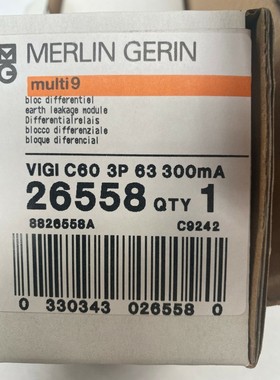 MERLIN GERIN
multi9
bloc differentiel
earth leakage module
Differentialrelais
blocco differenziale
bloque diferencial
VIGI C60 3P 63 300mA
26558 QTY 1
8826558A C9242
0 330343 026558 0